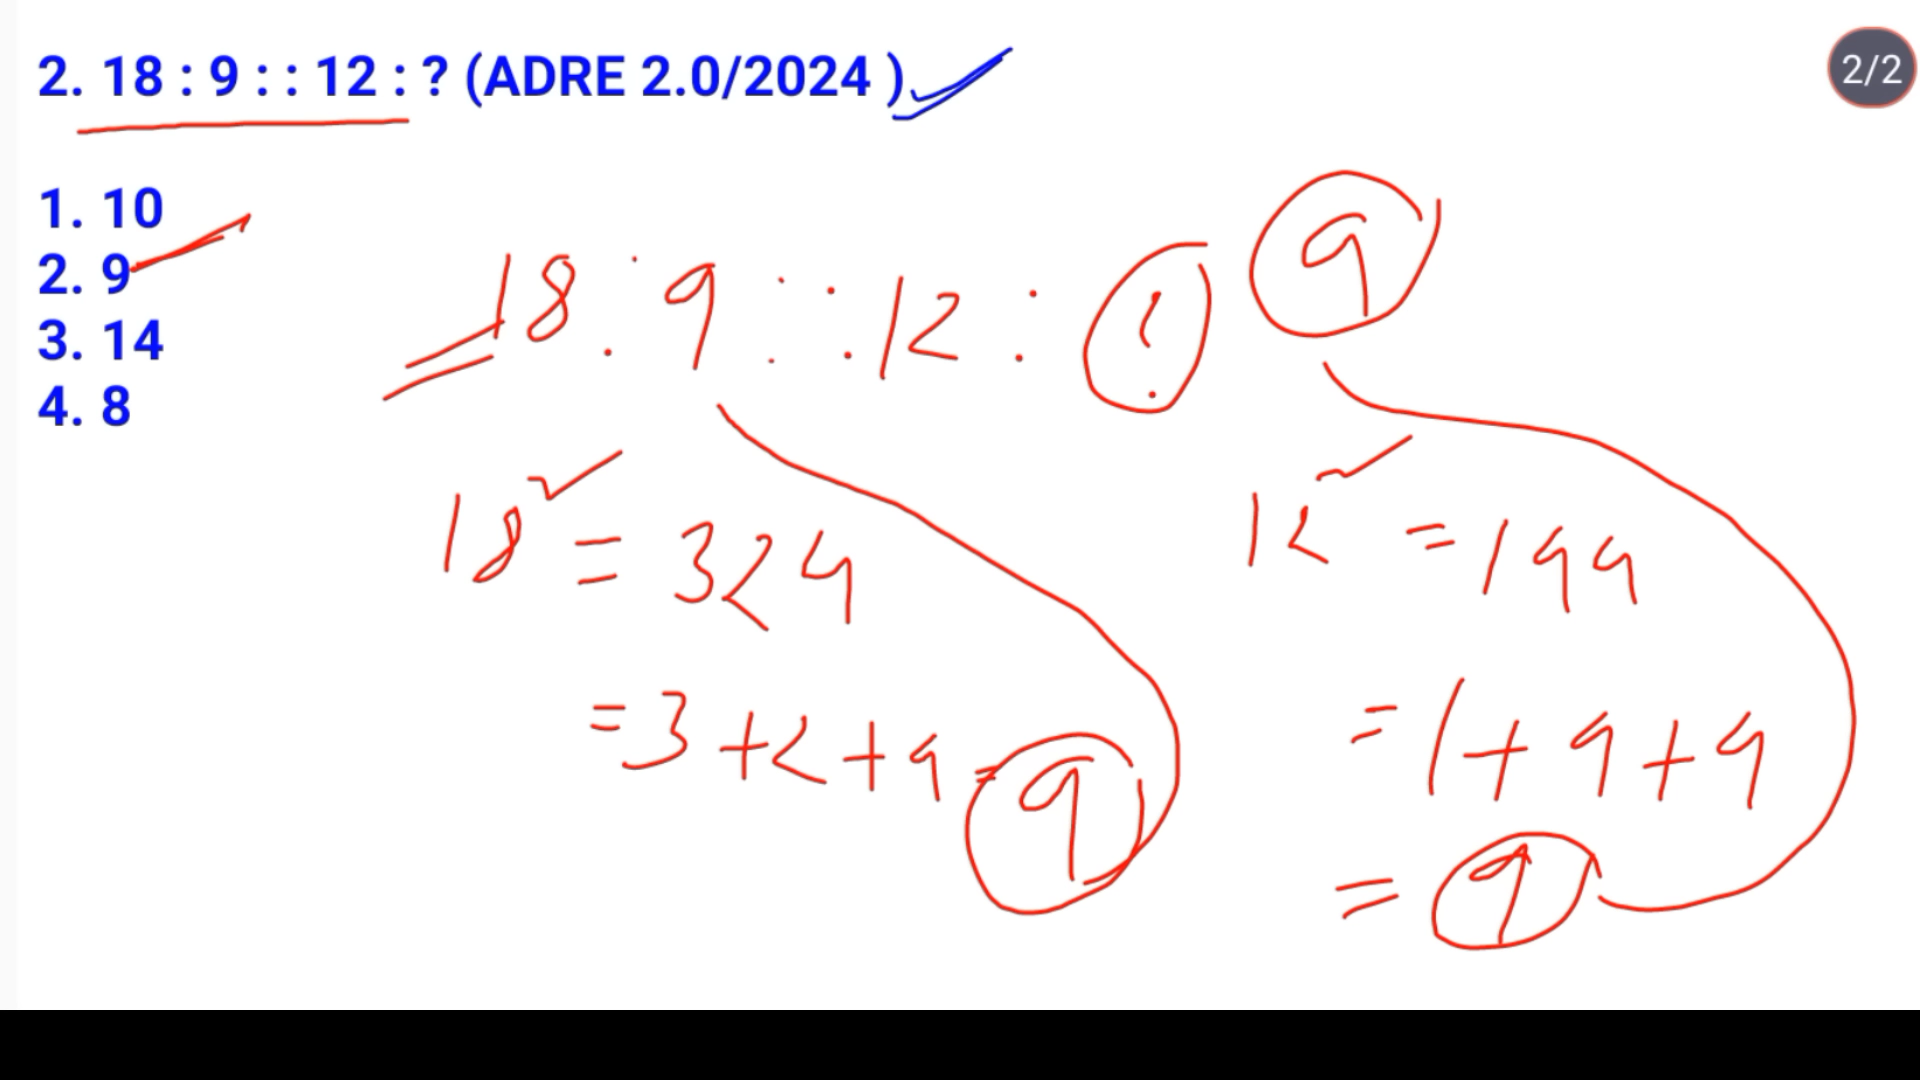 2. 18 : 9 : : 12 : ? (ADRE 2.0/2024 )
2/2
1. 10
2. 9
3. 14
4. 8
18 : 9 : : 12 : ? 9
18² = 324
= 3+2+4 = 9
12² = 144
= 1+4+4
= 9